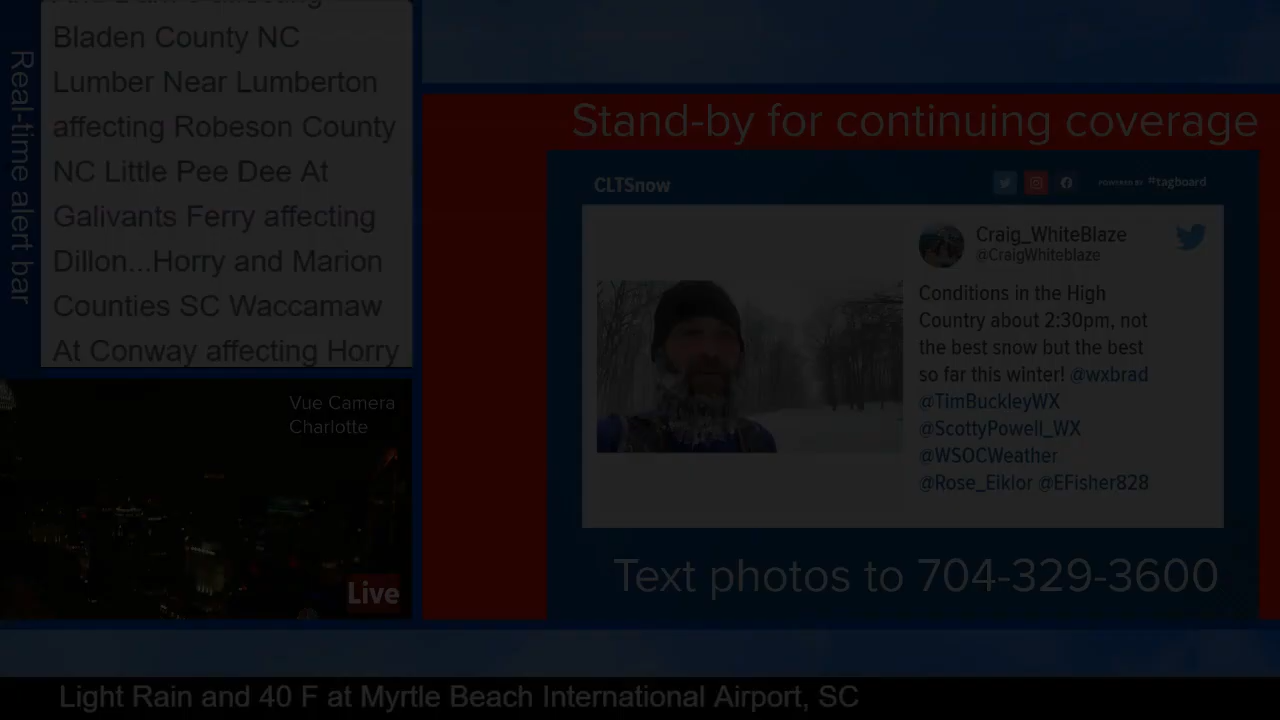 Real-time alert bar
Bladen County NC
Lumber Near Lumberton
affecting Robeson County
NC Little Pee Dee At
Galivants Ferry affecting
Dillon...Horry and Marion
Counties SC Waccamaw
At Conway affecting Horry
Vue Camera
Charlotte
Live
Stand-by for continuing coverage
CLTSnow
POWERED BY tagboard
Craig_WhiteBlaze
@CraigWhiteblaze
Conditions in the High
Country about 2:30pm, not
the best snow but the best
so far this winter! @wxbrad
@TimBuckleyWX
@ScottyPowell_WX
@WSOCWeather
@Rose_Eiklor @EFisher828
Text photos to 704-329-3600
Light Rain and 40 F at Myrtle Beach International Airport, SC